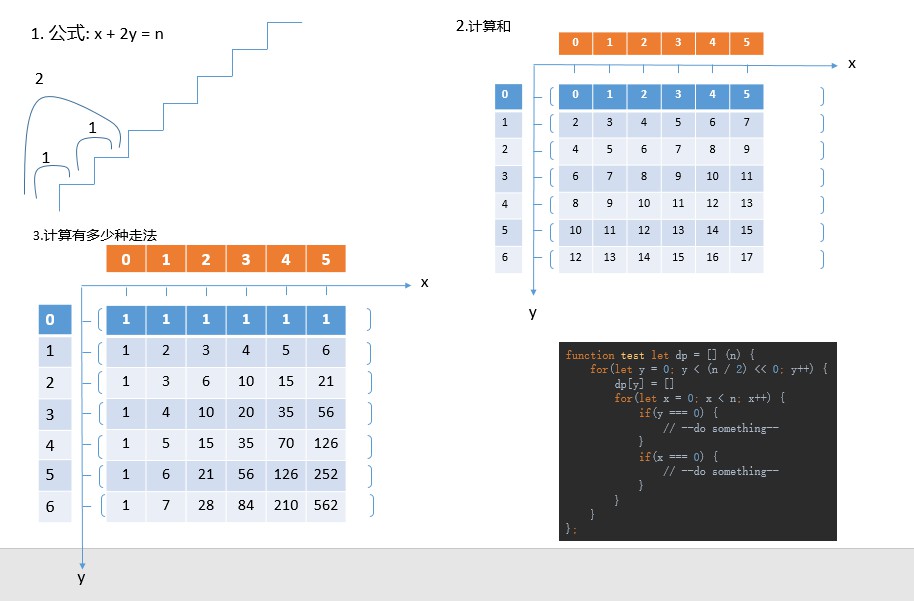 1. 公式: x + 2y = n
2
1
1
2.计算和
0 1 2 3 4 5
x
0 0 1 2 3 4 5
1 2 3 4 5 6 7
2 4 5 6 7 8 9
3 6 7 8 9 10 11
4 8 9 10 11 12 13
5 10 11 12 13 14 15
6 12 13 14 15 16 17
y
3.计算有多少种走法
0 1 2 3 4 5
x
0 1 1 1 1 1 1
1 1 2 3 4 5 6
2 1 3 6 10 15 21
3 1 4 10 20 35 56
4 1 5 15 35 70 126
5 1 6 21 56 126 252
6 1 7 28 84 210 562
y
function test let dp = [] (n) {
for(let y = 0; y < (n / 2) << 0; y++) {
dp[y] = []
for(let x = 0; x < n; x++) {
if(y === 0) {
// --do something--
}
if(x === 0) {
// --do something--
}
}
}
};